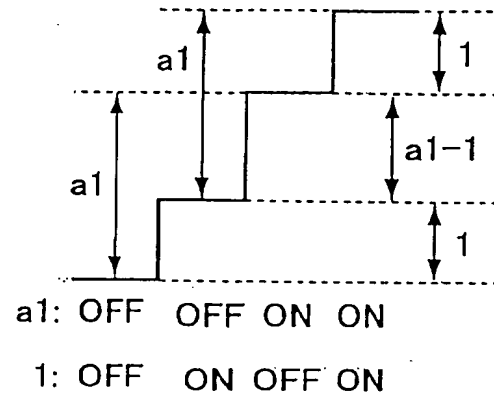 a1 1
a1 a1-1
1
a1: OFF OFF ON ON
1: OFF ON OFF ON